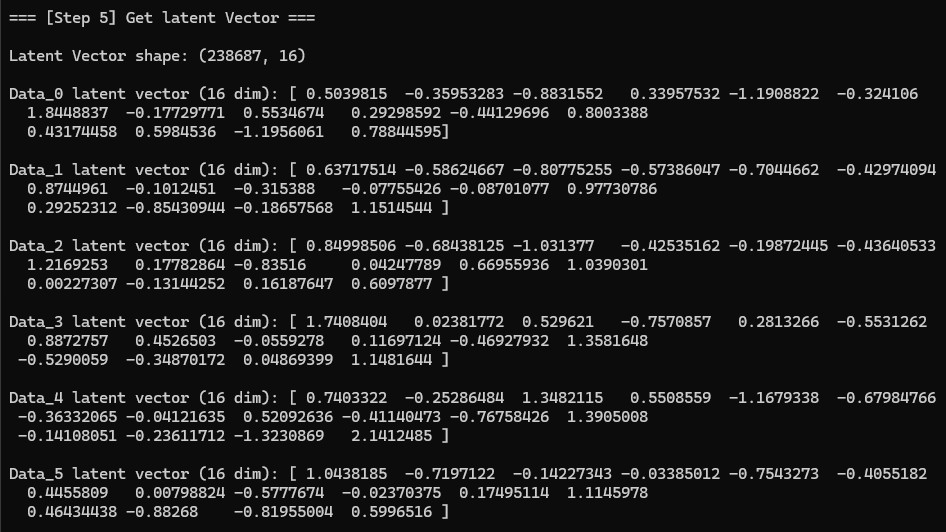 === [Step 5] Get latent Vector ===
Latent Vector shape: (238687, 16)
Data_0 latent vector (16 dim): [ 0.5039815  -0.35953283 -0.8831552   0.33957532 -1.1908822  -0.324106
  1.8448837  -0.17729771  0.5534674   0.29298592 -0.44129696  0.8003388
  0.43174458  0.5984536  -1.1956061   0.78844595]
Data_1 latent vector (16 dim): [ 0.63717514 -0.58624667 -0.80775255 -0.57386047 -0.7044662  -0.42974094
  0.8744961  -0.1012451  -0.315388   -0.07755426 -0.08701077  0.97730786
  0.29252312 -0.85430944 -0.18657568  1.1514544 ]
Data_2 latent vector (16 dim): [ 0.84998506 -0.68438125 -1.031377   -0.42535162 -0.19872445 -0.43640533
  1.2169253   0.17782864 -0.83516     0.04247789  0.66955936  1.0390301
  0.00227307 -0.13144252  0.16187647  0.6097877 ]
Data_3 latent vector (16 dim): [ 1.7408404   0.02381772  0.529621   -0.7570857   0.2813266  -0.5531262
  0.8872757   0.4526503  -0.0559278   0.11697124 -0.46927932  1.3581648
 -0.5290059  -0.34870172  0.04869399  1.1481644 ]
Data_4 latent vector (16 dim): [ 0.7403322  -0.25286484  1.3482115   0.5508559  -1.1679338  -0.67984766
 -0.36332065 -0.04121635  0.52092636 -0.41140473 -0.76758426  1.3905008
 -0.14108051 -0.23611712 -1.3230869   2.1412485 ]
Data_5 latent vector (16 dim): [ 1.0438185  -0.7197122  -0.14227343 -0.03385012 -0.7543273  -0.4055182
  0.4455809   0.00798824 -0.5777674  -0.02370375  0.17495114  1.1145978
  0.46434438 -0.88268    -0.81955004  0.5996516 ]